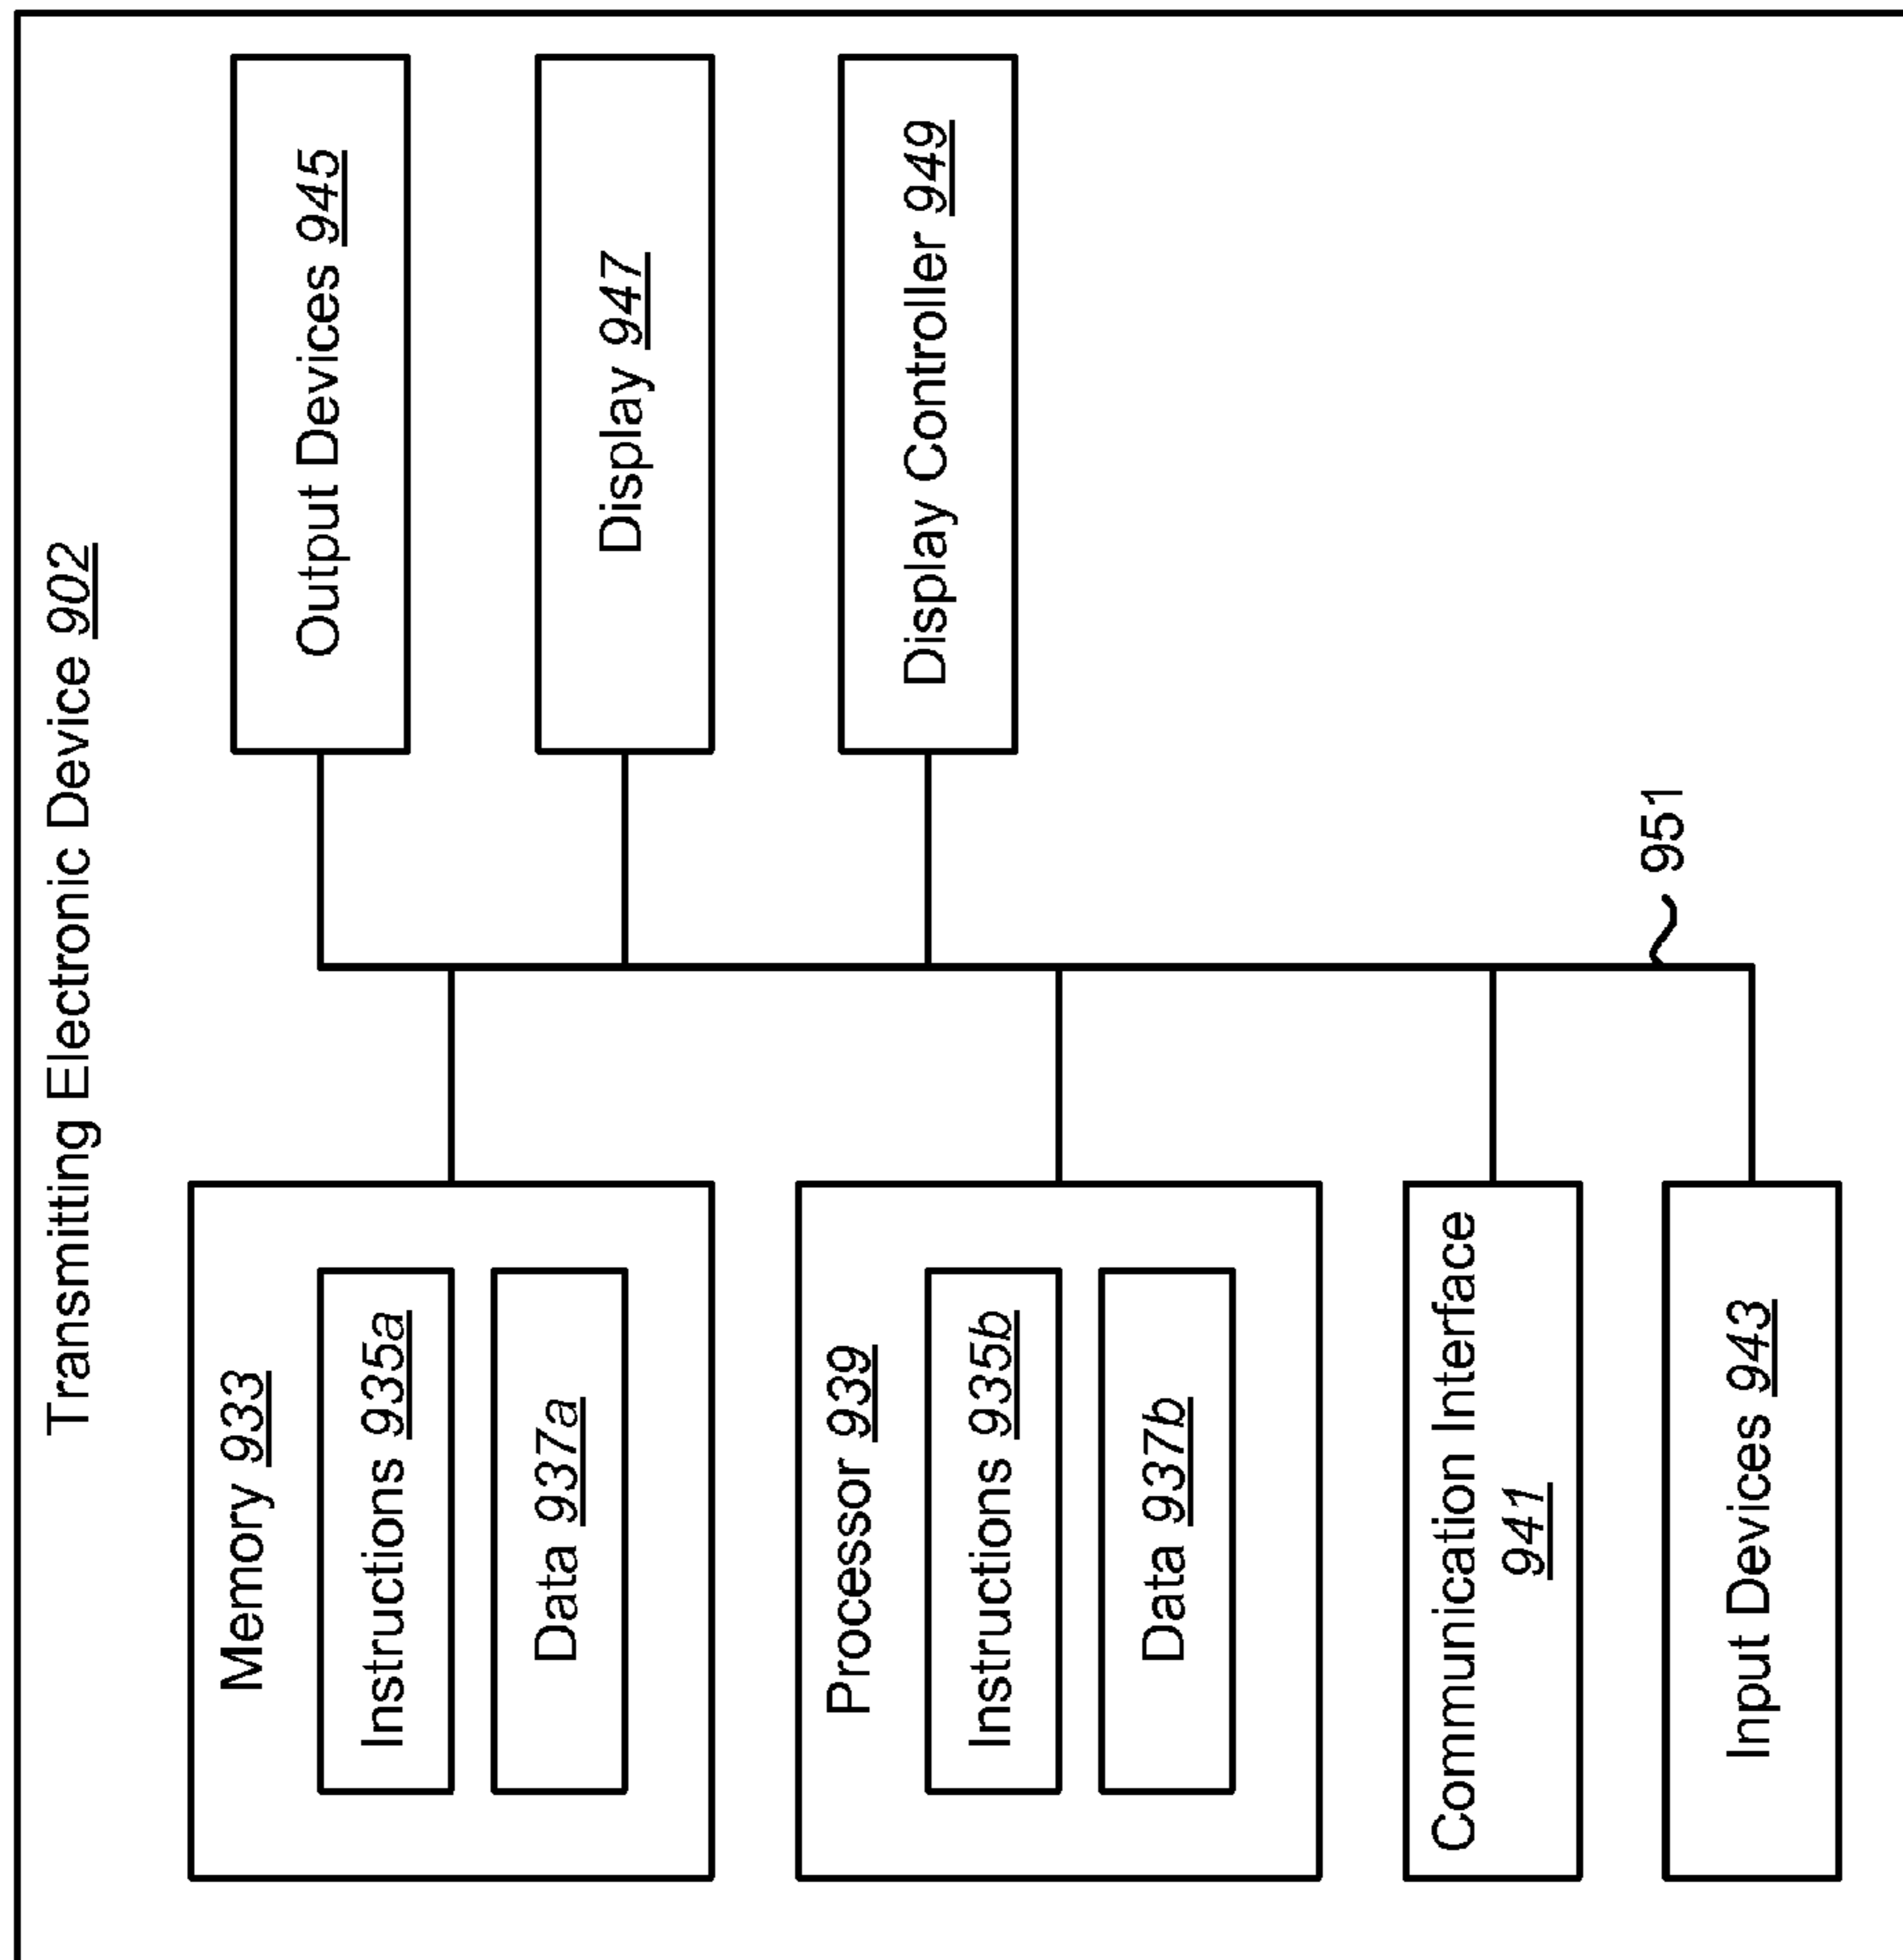 Transmitting Electronic Device 902
Memory 933
Instructions 935a
Data 937a
Processor 939
Instructions 935b
Data 937b
Communication Interface
941
Input Devices 943
Output Devices 945
Display 947
Display Controller 949
951